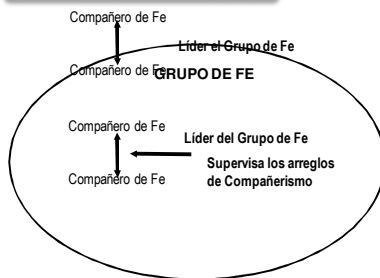 Compañero de Fe
Líder el Grupo de Fe
Compañero de Fe
GRUPO DE FE
Compañero de Fe
Líder del Grupo de Fe
Supervisa los arreglos
de Compañerismo
Compañero de Fe